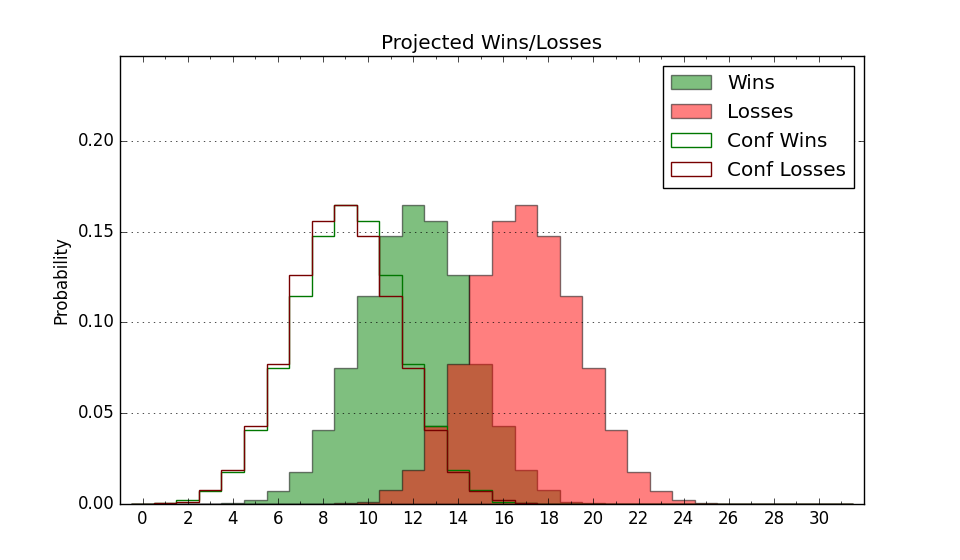 Projected Wins/Losses
Wins
Losses
Conf Wins
Conf Losses
Probability
0.20
0.15
0.10
0.05
0.00
0 2 4 6 8 10 12 14 16 18 20 22 24 26 28 30